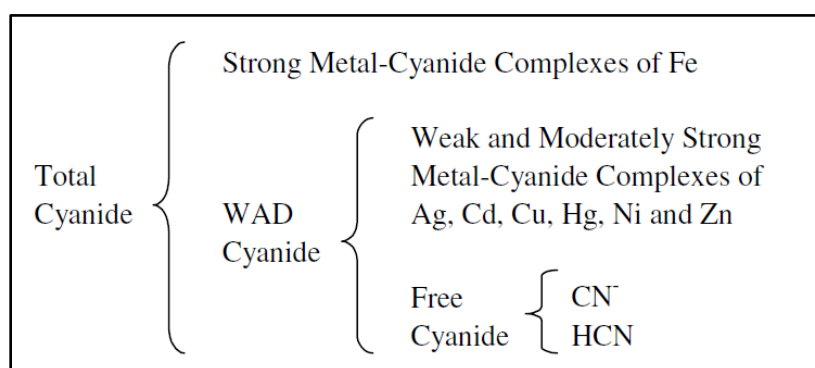 Strong Metal-Cyanide Complexes of Fe
Total
Cyanide
WAD
Cyanide
Weak and Moderately Strong
Metal-Cyanide Complexes of
Ag, Cd, Cu, Hg, Ni and Zn
Free
Cyanide
CN⁻
HCN